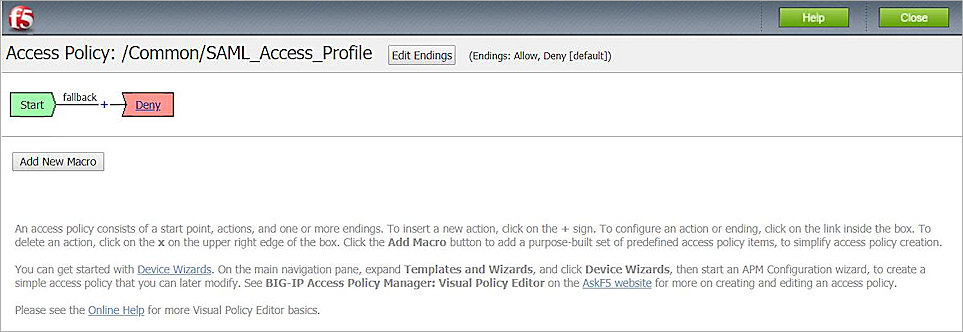 f5
Help
Close
Access Policy: /Common/SAML_Access_Profile Edit Endings (Endings: Allow, Deny [default])
Start fallback + Deny
Add New Macro
An access policy consists of a start point, actions, and one or more endings. To insert a new action, click on the + sign. To configure an action or ending, click on the link inside the box. To
delete an action, click on the x on the upper right edge of the box. Click the Add Macro button to add a purpose-built set of predefined access policy items, to simplify access policy creation.
You can get started with Device Wizards. On the main navigation pane, expand Templates and Wizards, and click Device Wizards, then start an APM Configuration wizard, to create a
simple access policy that you can later modify. See BIG-IP Access Policy Manager: Visual Policy Editor on the AskF5 website for more on creating and editing an access policy.
Please see the Online Help for more Visual Policy Editor basics.